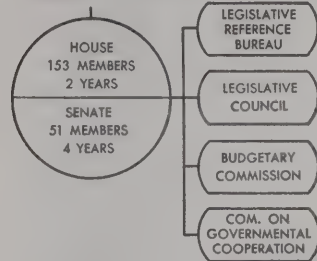 HOUSE
153 MEMBERS
2 YEARS
SENATE
51 MEMBERS
4 YEARS
LEGISLATIVE
REFERENCE
BUREAU
LEGISLATIVE
COUNCIL
BUDGETARY
COMMISSION
COM. ON
GOVERNMENTAL
COOPERATION